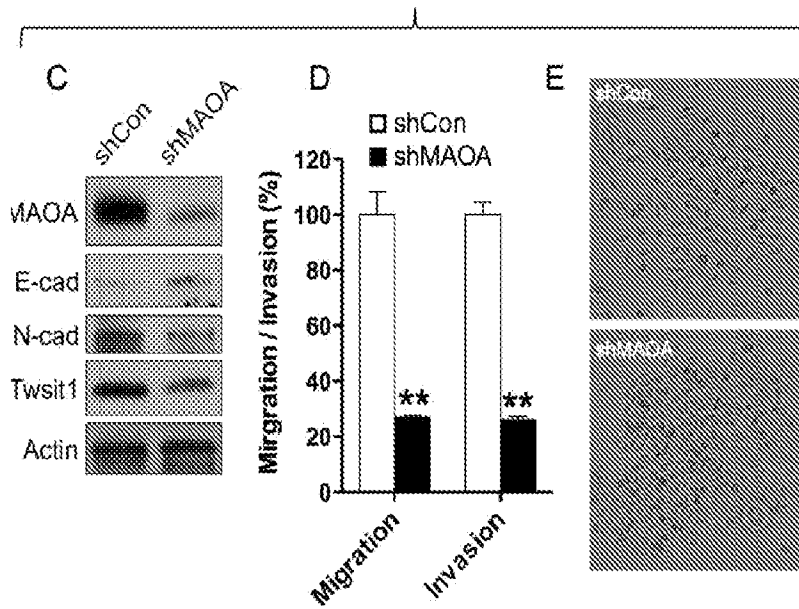 C
shCon
shMAOA
MAOA
E-cad
N-cad
Twsit1
Actin
D
shCon
shMAOA
Mirgration / Invasion (%)
120
100
80
60
40
20
0
**
**
Migration
Invasion
E
shCon
shMAOA